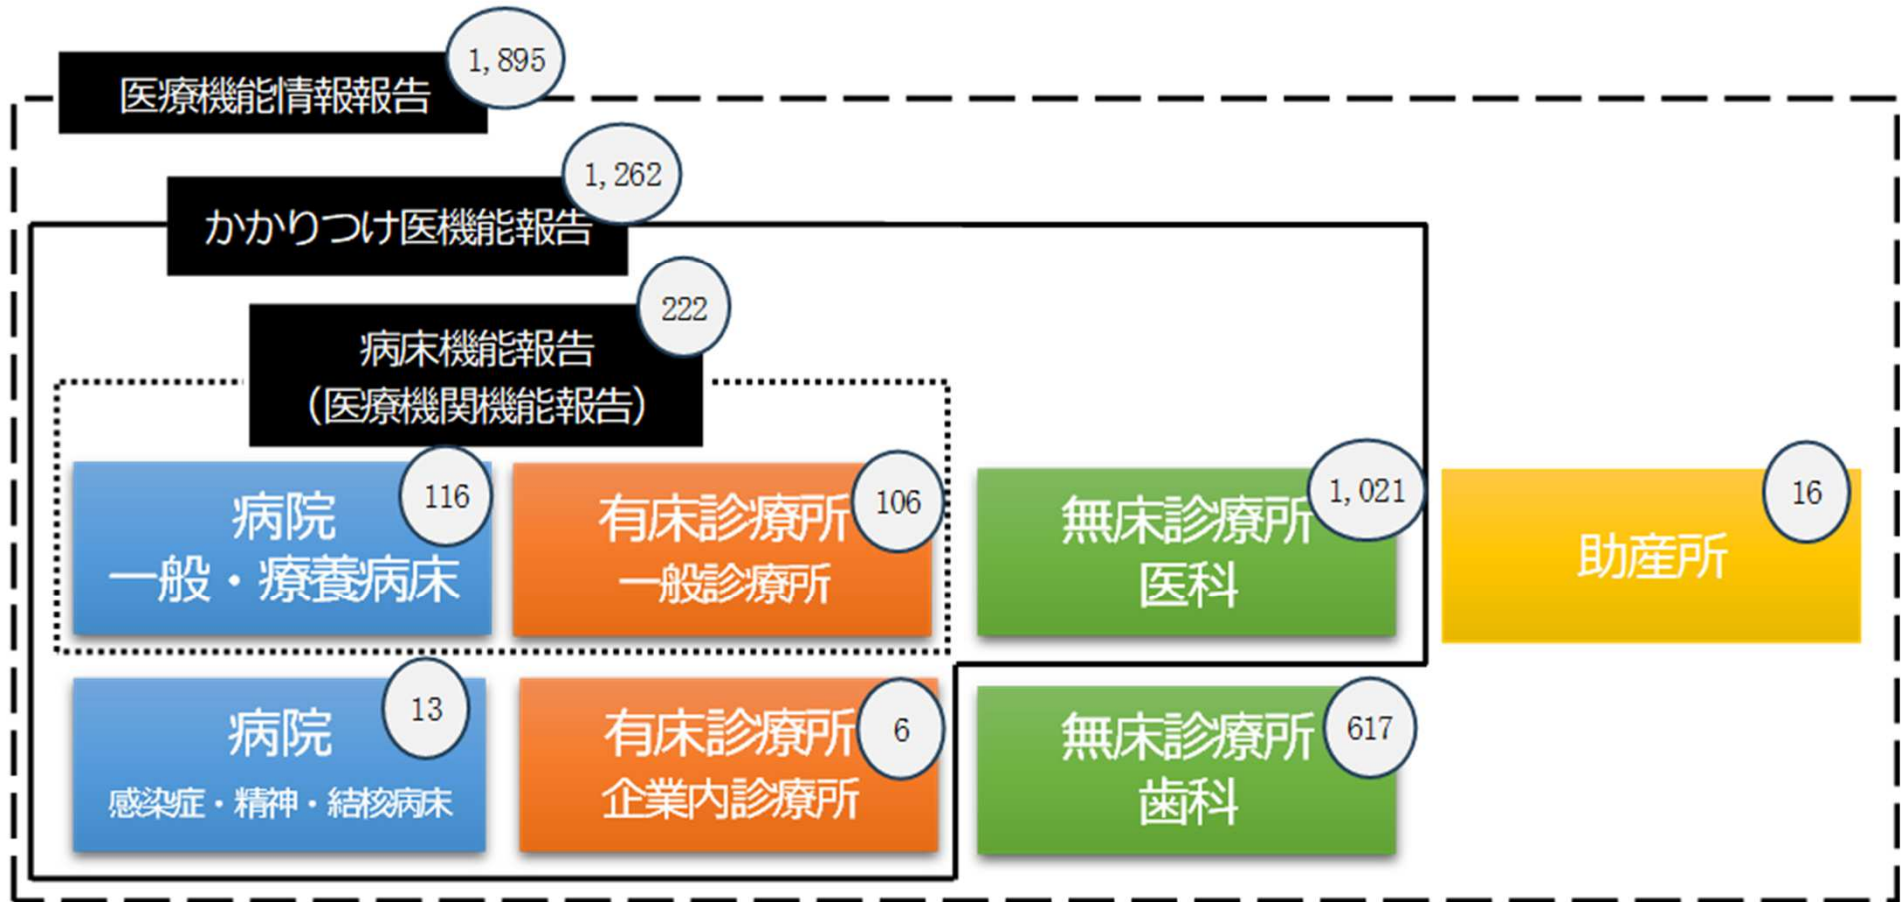 医療機能情報報告
1,895
かかりつけ医機能報告
1,262
病床機能報告
（医療機関機能報告）
222
病院
一般・療養病床
116
有床診療所
一般診療所
106
無床診療所
医科
1,021
助産所
16
病院
感染症・精神・結核病床
13
有床診療所
企業内診療所
6
無床診療所
歯科
617